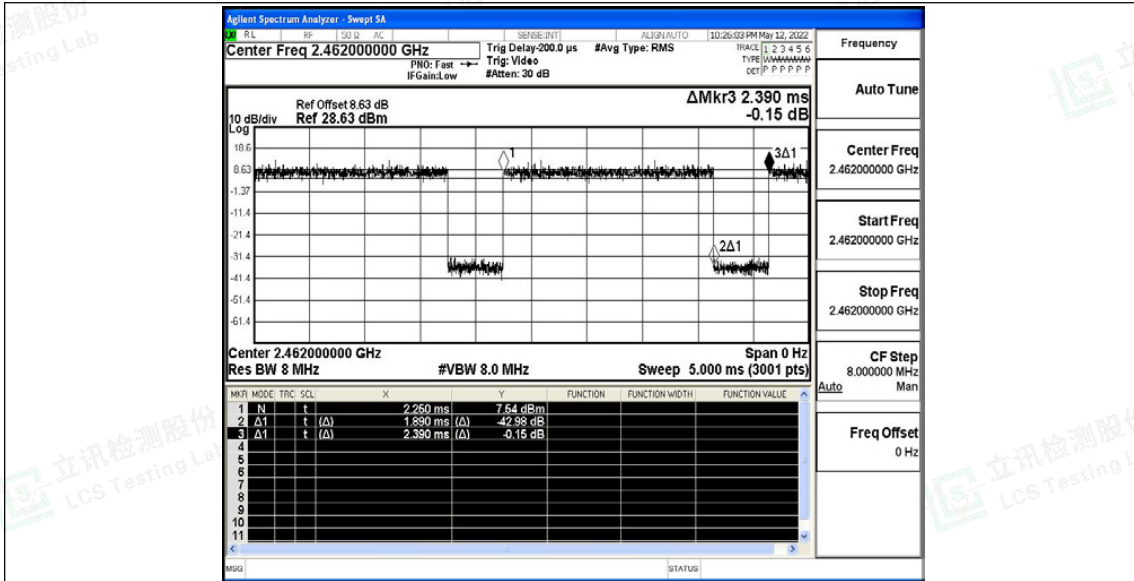 Agilent Spectrum Analyzer - Swept SA
RL RF 50 Ω AC SENSE:INT ALIGNAUTO 10:26:03 PM May 12, 2022
Center Freq 2.462000000 GHz
PNO: Fast
IFGain:Low
Trig Delay-200.0 µs
Trig: Video
#Atten: 30 dB
#Avg Type: RMS
TRACE 1 2 3 4 5 6
TYPE
DET P P P P P P
Ref Offset 8.63 dB
Ref 28.63 dBm
10 dB/div
Log
ΔMkr3 2.390 ms
-0.15 dB
18.6
8.63
-1.37
-11.4
-21.4
-31.4
-41.4
-51.4
-61.4
1
3Δ1
2Δ1
Center 2.462000000 GHz Span 0 Hz
Res BW 8 MHz #VBW 8.0 MHz Sweep 5.000 ms (3001 pts)
MKR MODE TRC SCL X Y FUNCTION FUNCTION WIDTH FUNCTION VALUE
1 N t 2.250 ms 7.54 dBm
2 Δ1 t (Δ) 1.890 ms (Δ) -42.98 dB
3 Δ1 t (Δ) 2.390 ms (Δ) -0.15 dB
4
5
6
7
8
9
10
11
MSG STATUS
Frequency
Auto Tune
Center Freq
2.462000000 GHz
Start Freq
2.462000000 GHz
Stop Freq
2.462000000 GHz
CF Step
8.000000 MHz
Auto Man
Freq Offset
0 Hz
立讯检测股份
LCS Testing Lab
立讯检测股份
LCS Testing L